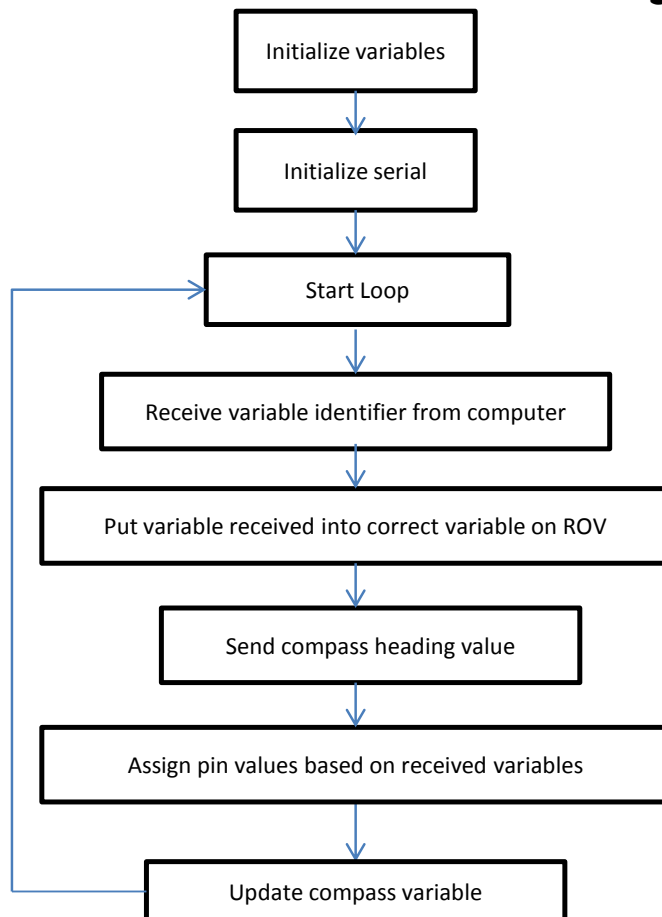 Initialize variables
Initialize serial
Start Loop
Receive variable identifier from computer
Put variable received into correct variable on ROV
Send compass heading value
Assign pin values based on received variables
Update compass variable